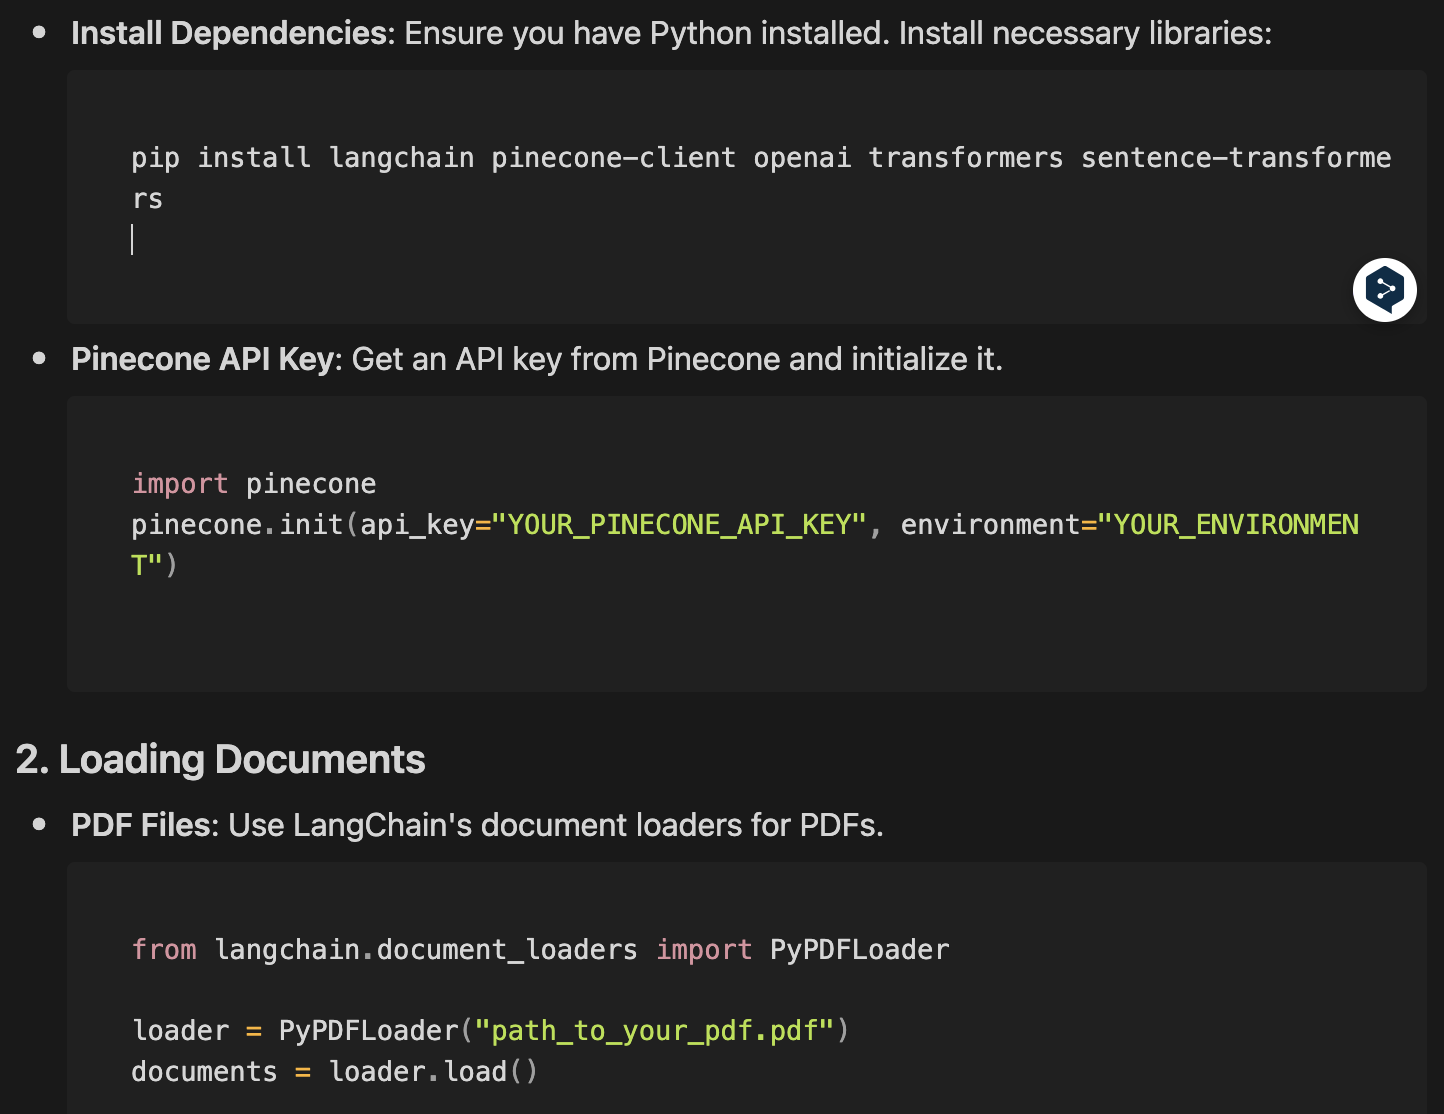 • Install Dependencies: Ensure you have Python installed. Install necessary libraries:
pip install langchain pinecone-client openai transformers sentence-transforme
rs
• Pinecone API Key: Get an API key from Pinecone and initialize it.
import pinecone
pinecone.init(api_key="YOUR_PINECONE_API_KEY", environment="YOUR_ENVIRONMEN
T")
2. Loading Documents
• PDF Files: Use LangChain's document loaders for PDFs.
from langchain.document_loaders import PyPDFLoader
loader = PyPDFLoader("path_to_your_pdf.pdf")
documents = loader.load()